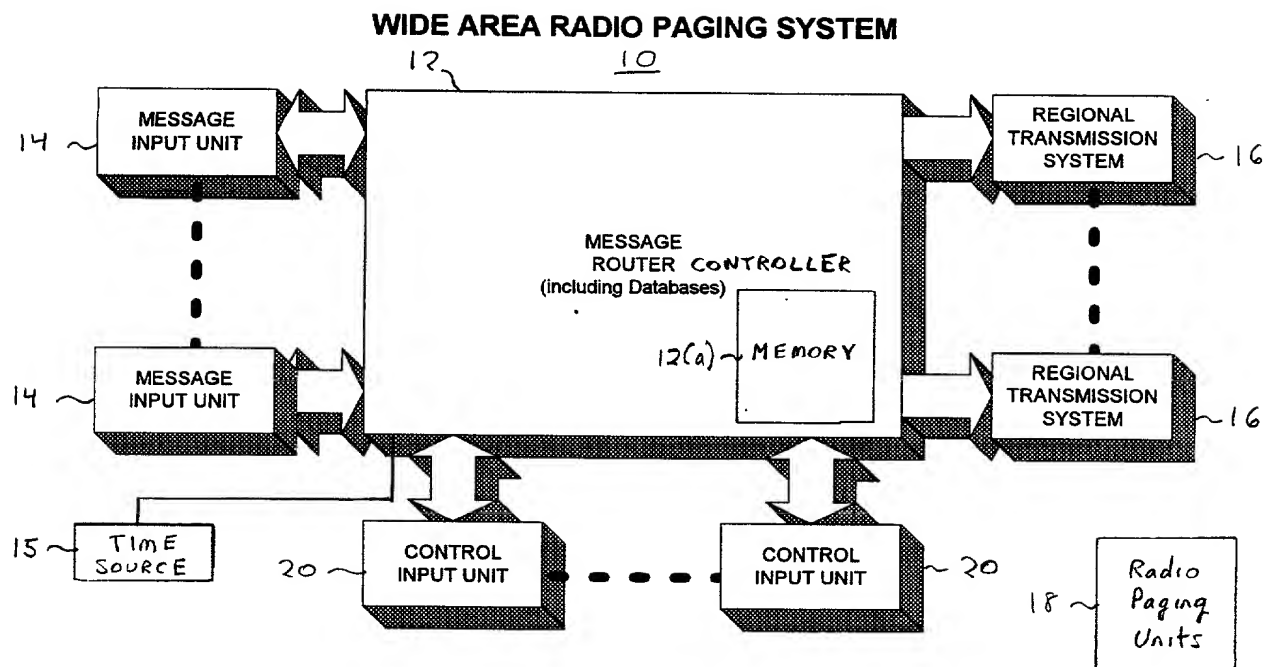 WIDE AREA RADIO PAGING SYSTEM
10
12
14
MESSAGE
INPUT UNIT
REGIONAL
TRANSMISSION
SYSTEM
16
MESSAGE
ROUTER CONTROLLER
(including Databases)
12(a)
MEMORY
14
MESSAGE
INPUT UNIT
REGIONAL
TRANSMISSION
SYSTEM
16
15
TIME
SOURCE
20
CONTROL
INPUT UNIT
CONTROL
INPUT UNIT
20
18
Radio
Paging
Units